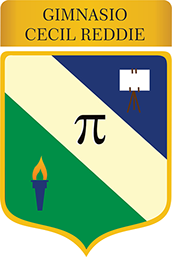 GIMNASIO
CECIL REDDIE
π